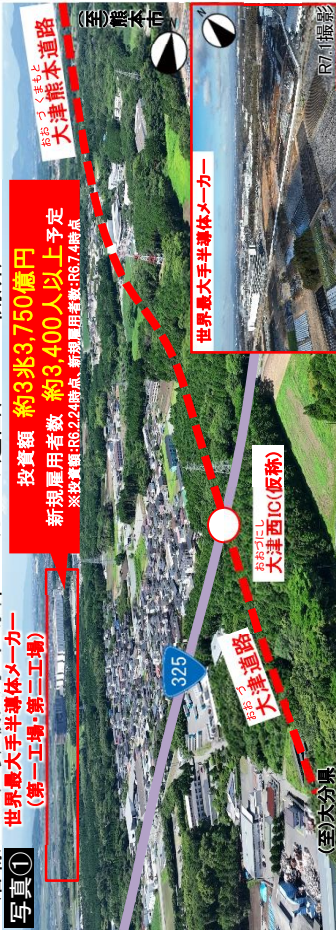 写真①
世界最大手半導体メーカー
(第一工場・第二工場)
投資額 約3兆3,750億円
新規雇用者数 約3,400人以上予定
※投資額:R6.2.24時点、新規雇用者数:R6.7.4時点
(至)熊本市
N
おおづくまもと
大津熊本道路
世界最大手半導体メーカー
N
R7.1撮影
325
おおづにし
大津西IC(仮称)
おおづ
大津道路
(至)大分県